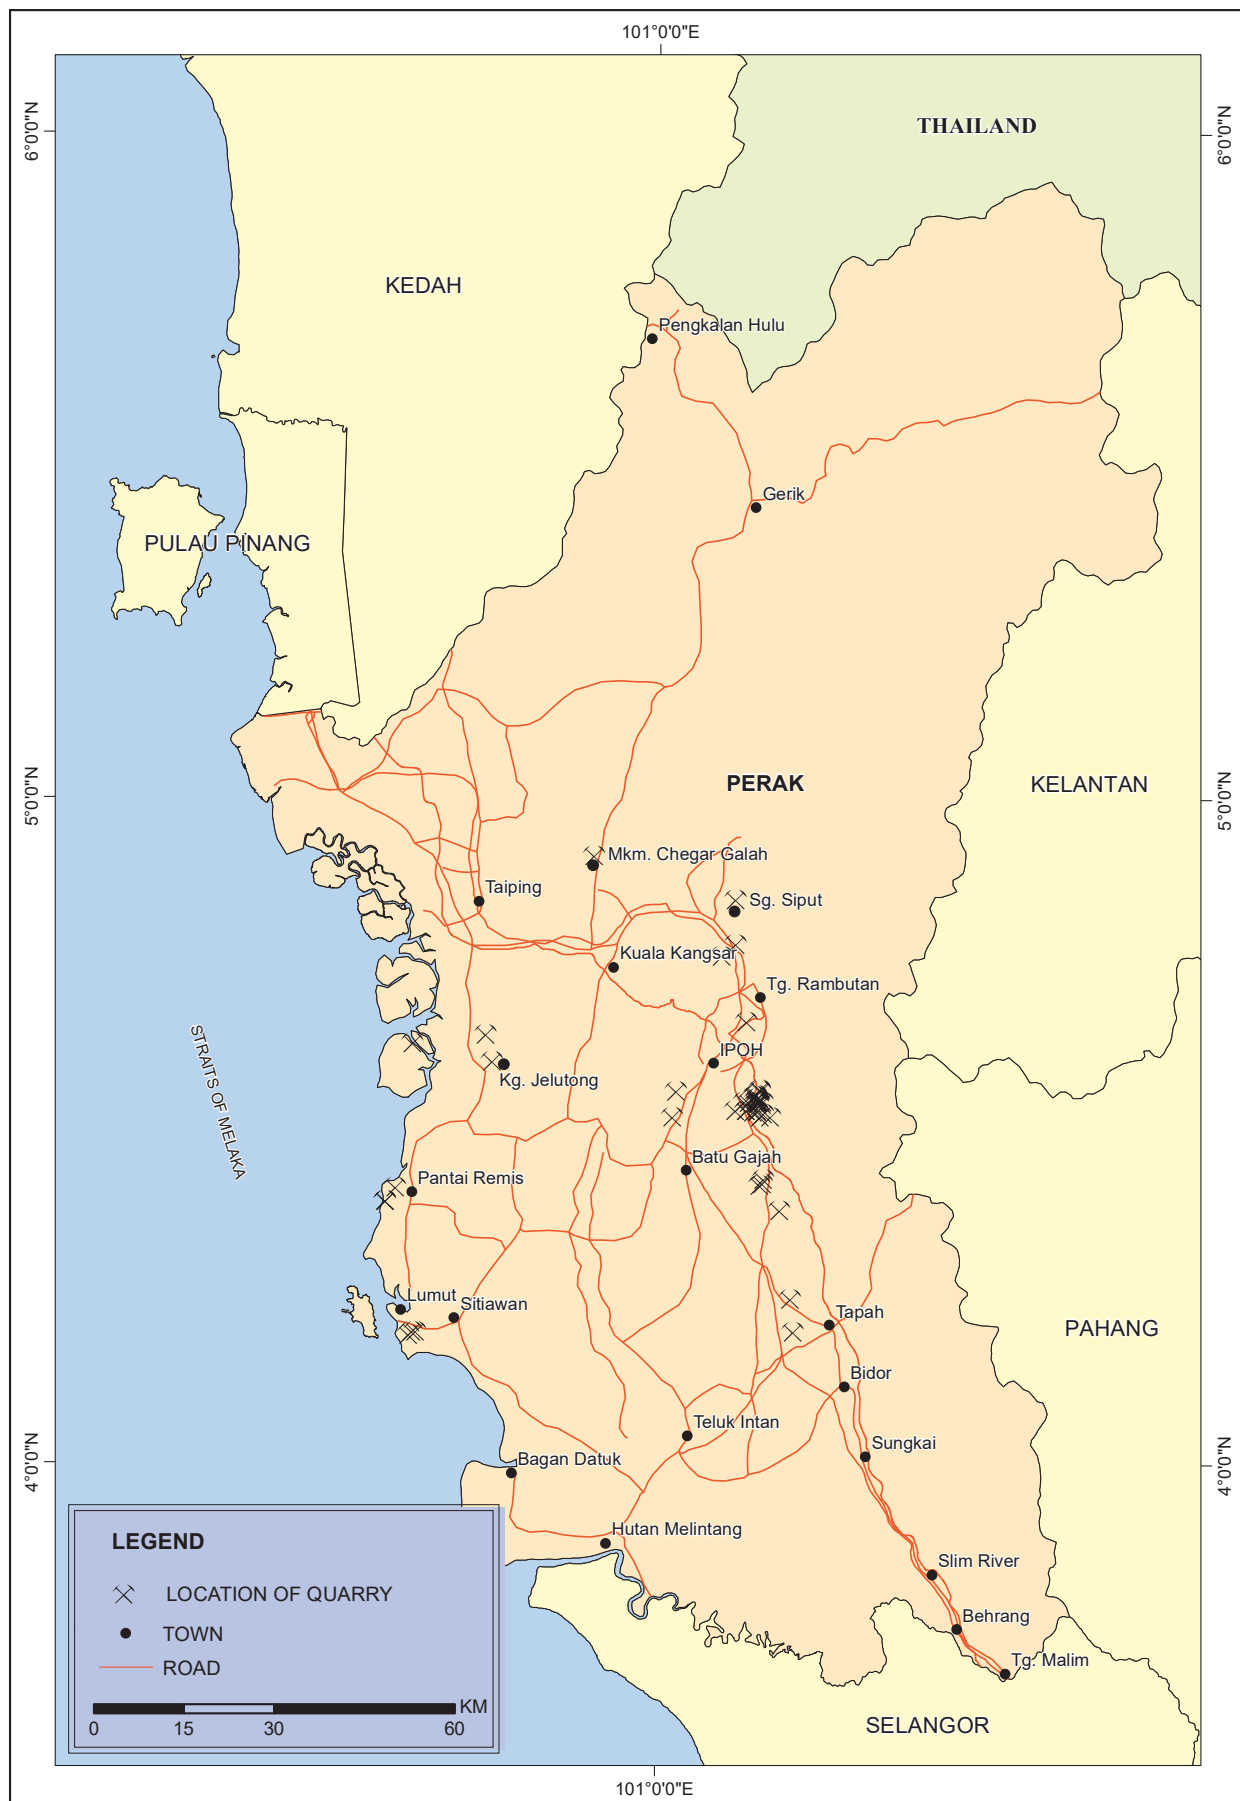 101°0'0"E
6°0'0"N
6°0'0"N
THAILAND
KEDAH
Pengkalan Hulu
Gerik
PULAU PINANG
PERAK
KELANTAN
5°0'0"N
5°0'0"N
Mkm. Chegar Galah
Taiping
Sg. Siput
Kuala Kangsar
Tg. Rambutan
STRAITS OF MELAKA
IPOH
Kg. Jelutong
Batu Gajah
Pantai Remis
Lumut
Sitiawan
Tapah
PAHANG
Bidor
Teluk Intan
Sungkai
Bagan Datuk
4°0'0"N
4°0'0"N
Hutan Melintang
Slim River
Behrang
Tg. Malim
SELANGOR
LEGEND
LOCATION OF QUARRY
TOWN
ROAD
KM
0 15 30 60
101°0'0"E